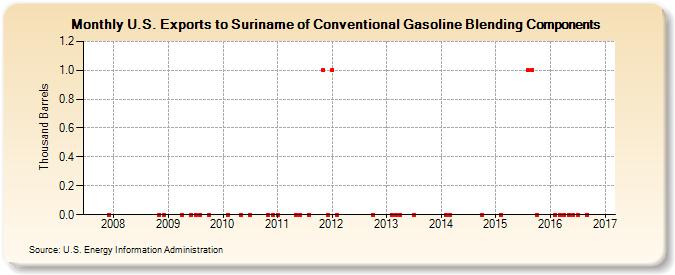 Monthly U.S. Exports to Suriname of Conventional Gasoline Blending Components
Thousand Barrels
1.2
1.0
0.8
0.6
0.4
0.2
0.0
2008 2009 2010 2011 2012 2013 2014 2015 2016 2017
Source: U.S. Energy Information Administration